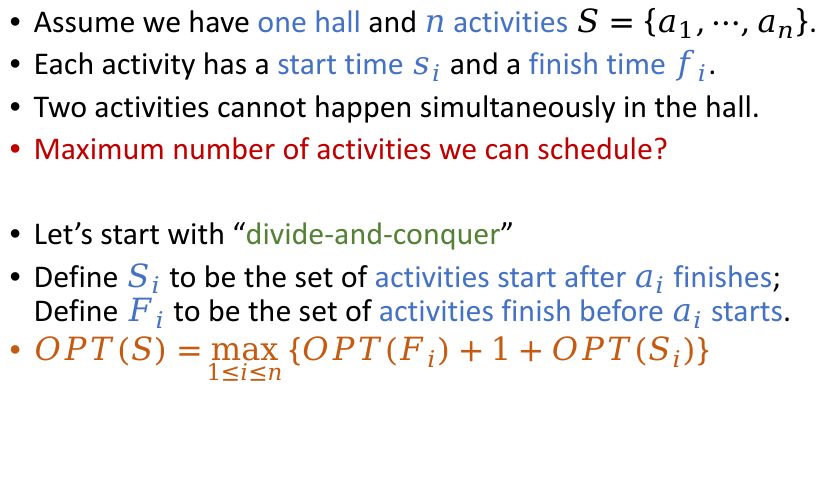 • Assume we have one hall and n activities S = {a₁, ⋯, aₙ}.
• Each activity has a start time sᵢ and a finish time fᵢ.
• Two activities cannot happen simultaneously in the hall.
• Maximum number of activities we can schedule?
• Let’s start with “divide-and-conquer”
• Define Sᵢ to be the set of activities start after aᵢ finishes;
Define Fᵢ to be the set of activities finish before aᵢ starts.
• OPT(S) = max {OPT(Fᵢ) + 1 + OPT(Sᵢ)}
1≤i≤n